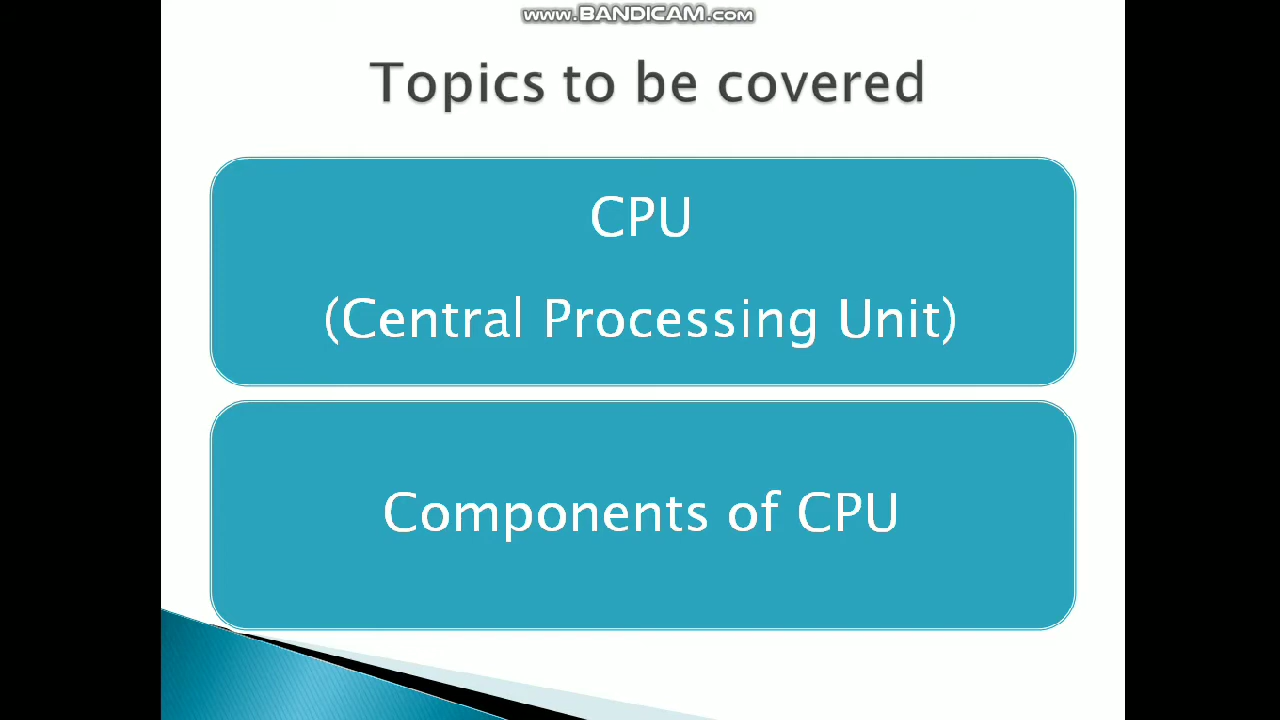 www.BANDICAM.com
Topics to be covered
CPU
(Central Processing Unit)
Components of CPU